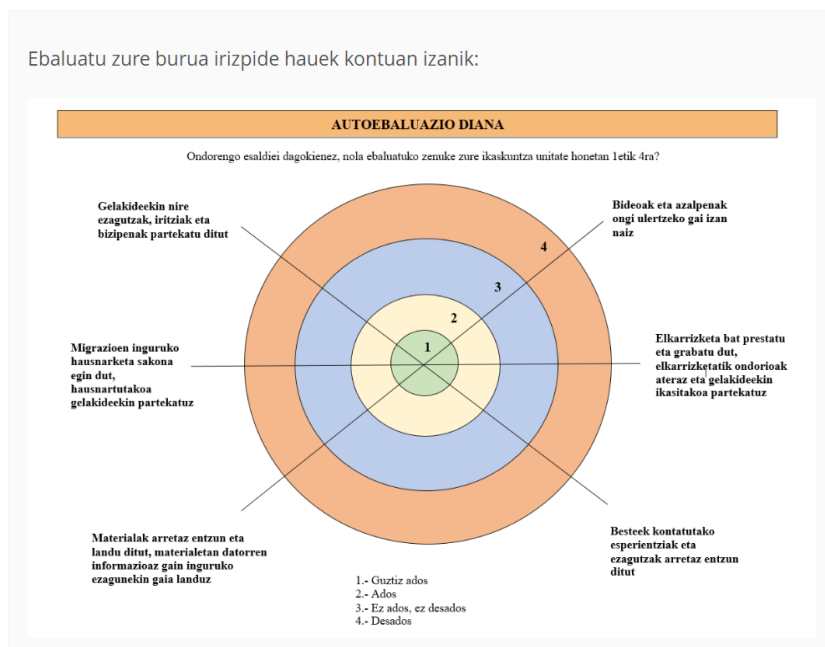 Ebaluatu zure burua irizpide hauek kontuan izanik:
AUTOEBALUAZIO DIANA
Ondorengo esaldiei dagokienez, nola ebaluatuko zenuke zure ikaskuntza unitate honetan 1etik 4ra?
Gelakideekin nire
ezagutzak, iritziak eta
bizipenak partekatu ditut
Bideoak eta azalpenak
ongi ulertzeko gai izan
naiz
4
3
2
1
Migrazioen inguruko
hausnarketa sakona
egin dut,
hausnartutakoa
gelakideekin partekatuz
Elkarrizketa bat prestatu
eta grabatu dut,
elkarrizketatik ondorioak
ateraz eta gelakideekin
ikasitakoa partekatuz
Materialak arretaz entzun eta
landu ditut, materialetan datorren
informazioaz gain inguruko
ezagunekin gaia landuz
Besteek kontatutako
esperientziak eta
ezagutzak arretaz entzun
ditut
1.- Guztiz ados
2.- Ados
3.- Ez ados, ez desados
4.- Desados